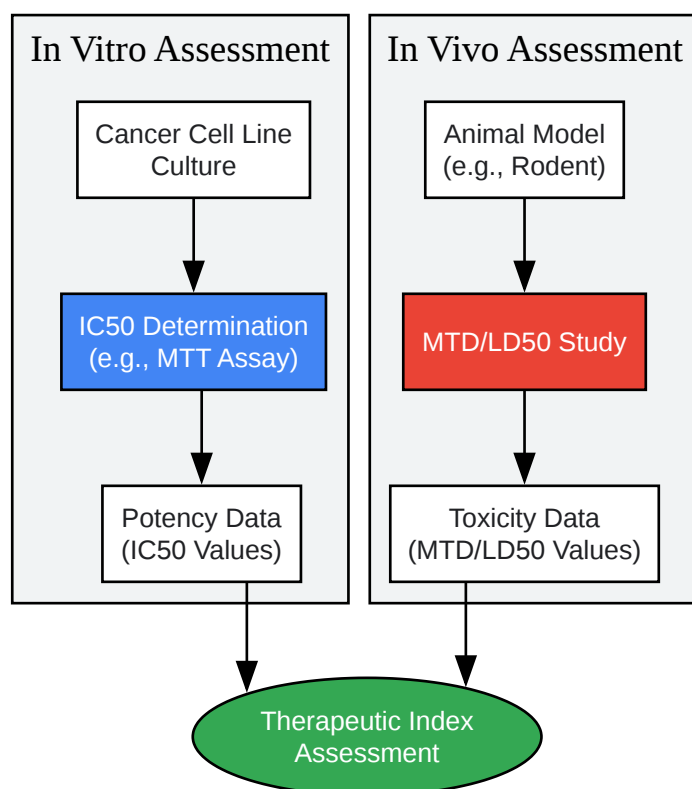 In Vitro Assessment
Cancer Cell Line
Culture
IC50 Determination
(e.g., MTT Assay)
Potency Data
(IC50 Values)
In Vivo Assessment
Animal Model
(e.g., Rodent)
MTD/LD50 Study
Toxicity Data
(MTD/LD50 Values)
Therapeutic Index
Assessment